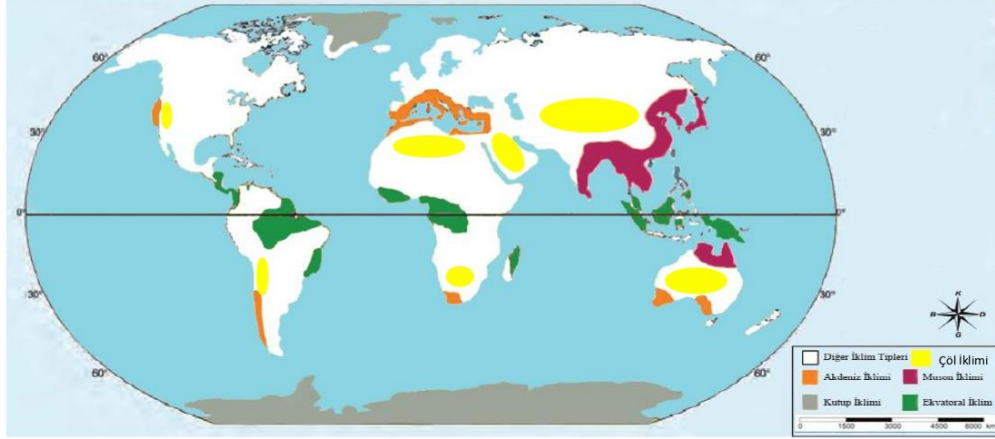 60°
60°
30°
30°
0°
0°
30°
30°
60°
60°
K
B D
G
Diğer İklim Tipleri Çöl İklimi
Akdeniz İklimi Muson İklimi
Kutup İklimi Ekvatoral İklim
0 1500 3000 4500 6000 km